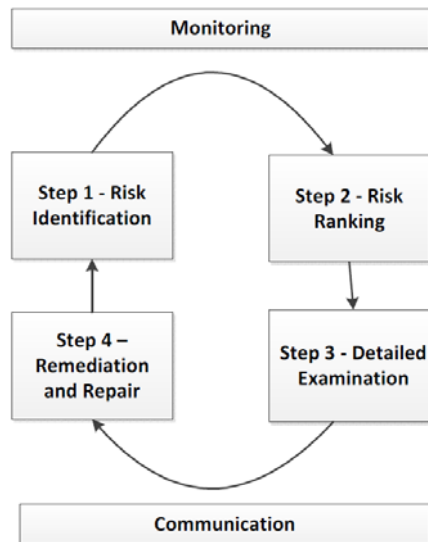 Monitoring
Step 1 - Risk
Identification
Step 2 - Risk
Ranking
Step 4 –
Remediation
and Repair
Step 3 - Detailed
Examination
Communication